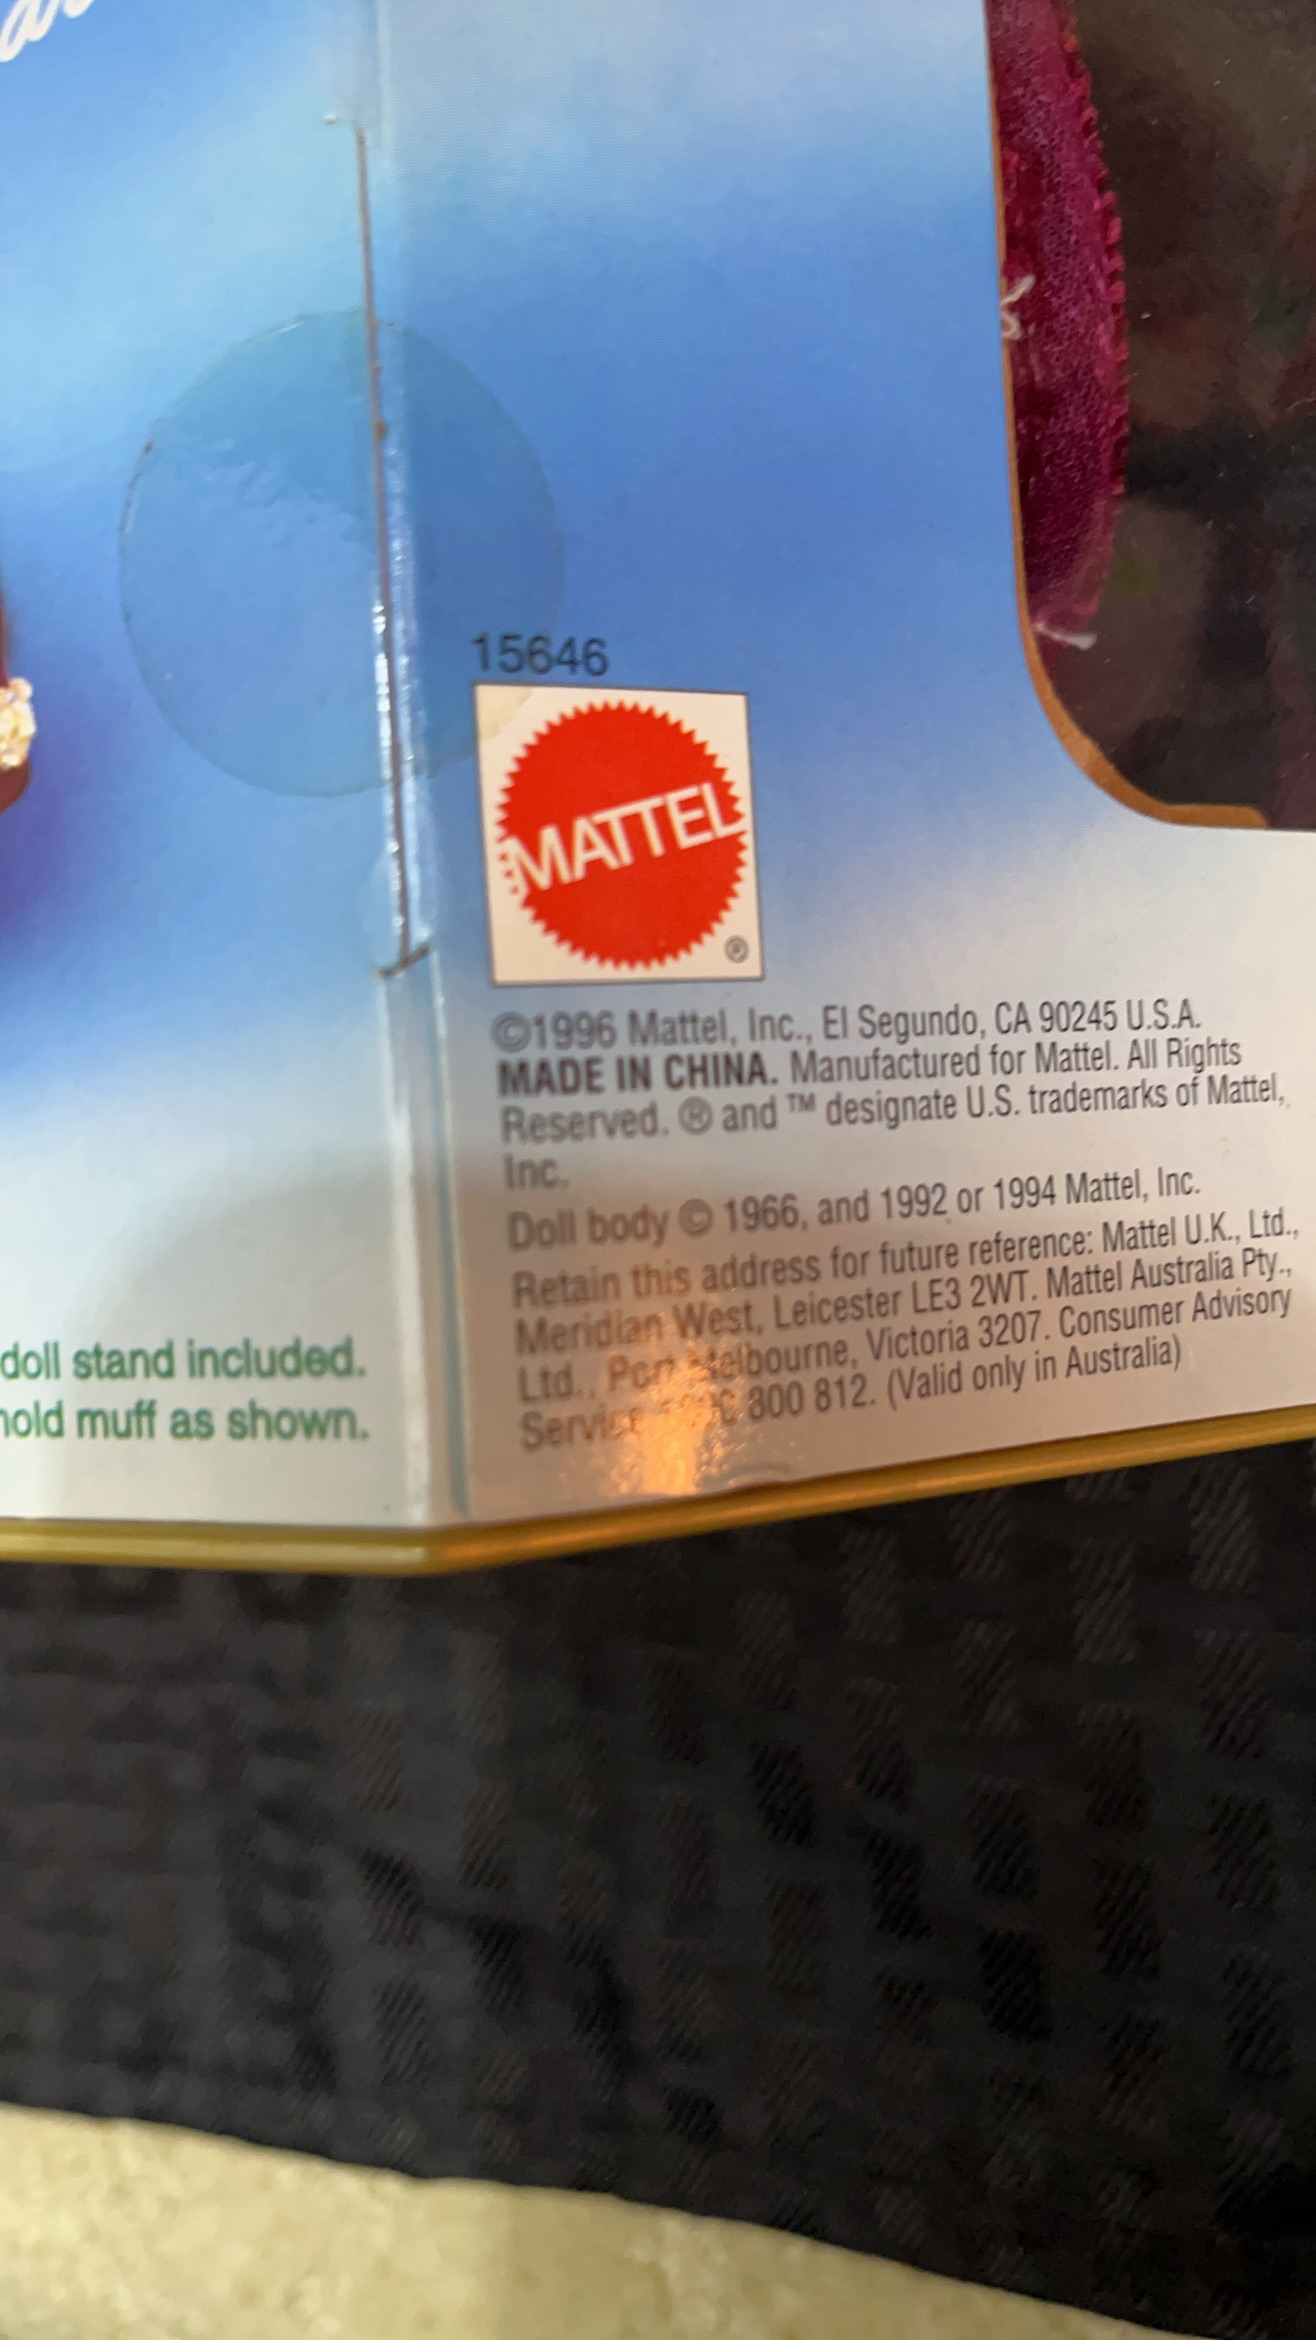 15646
MATTEL
®
©1996 Mattel, Inc., El Segundo, CA 90245 U.S.A.
MADE IN CHINA. Manufactured for Mattel. All Rights
Reserved. ® and ™ designate U.S. trademarks of Mattel,
Inc.
Doll body © 1966, and 1992 or 1994 Mattel, Inc.
Retain this address for future reference: Mattel U.K., Ltd.,
Meridian West, Leicester LE3 2WT. Mattel Australia Pty.,
Ltd., Port Melbourne, Victoria 3207. Consumer Advisory
Service 800 812. (Valid only in Australia)
doll stand included.
hold muff as shown.